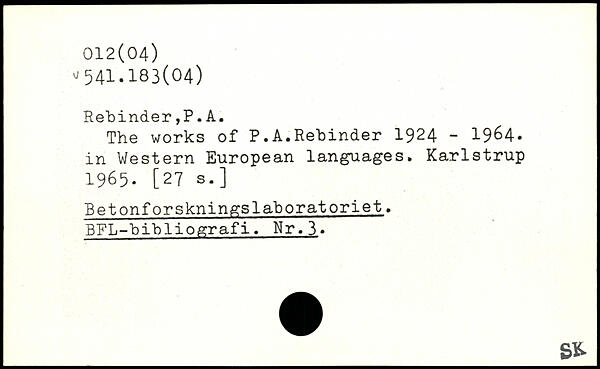 012(04)
v541.183(04)
Rebinder,P.A.
The works of P.A.Rebinder 1924 - 1964.
in Western European languages. Karlstrup
1965. [27 s.]
Betonforskningslaboratoriet.
BFL-bibliografi. Nr.3.
SK